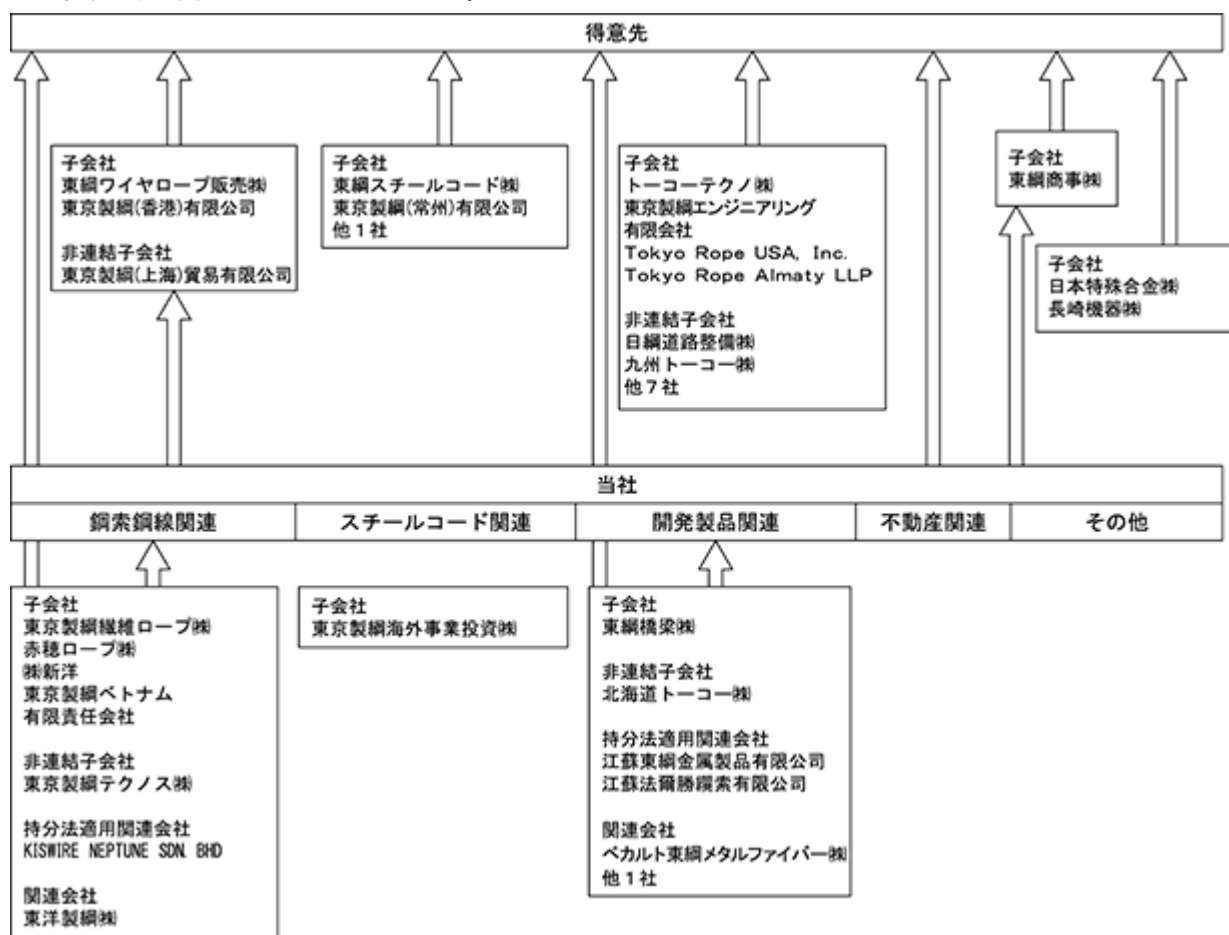 得意先
子会社
東綱ワイヤロープ販売㈱
東京製綱(香港)有限公司
非連結子会社
東京製綱(上海)貿易有限公司
子会社
東綱スチールコード㈱
東京製綱(常州)有限公司
他1社
子会社
トーコーテクノ㈱
東京製綱エンジニアリング
有限会社
Tokyo Rope USA, Inc.
Tokyo Rope Almaty LLP
非連結子会社
日綱道路整備㈱
九州トーコー㈱
他7社
子会社
東綱商事㈱
子会社
日本特殊合金㈱
長崎機器㈱
当社
鋼索鋼線関連
スチールコード関連
開発製品関連
不動産関連
その他
子会社
東京製綱繊維ロープ㈱
赤穂ロープ㈱
㈱新洋
東京製綱ベトナム
有限責任会社
非連結子会社
東京製綱テクノス㈱
持分法適用関連会社
KISWIRE NEPTUNE SDN. BHD
関連会社
東洋製綱㈱
子会社
東京製綱海外事業投資㈱
子会社
東綱橋梁㈱
非連結子会社
北海道トーコー㈱
持分法適用関連会社
江蘇東綱金属製品有限公司
江蘇法爾勝纜索有限公司
関連会社
ベカルト東綱メタルファイバー㈱
他1社